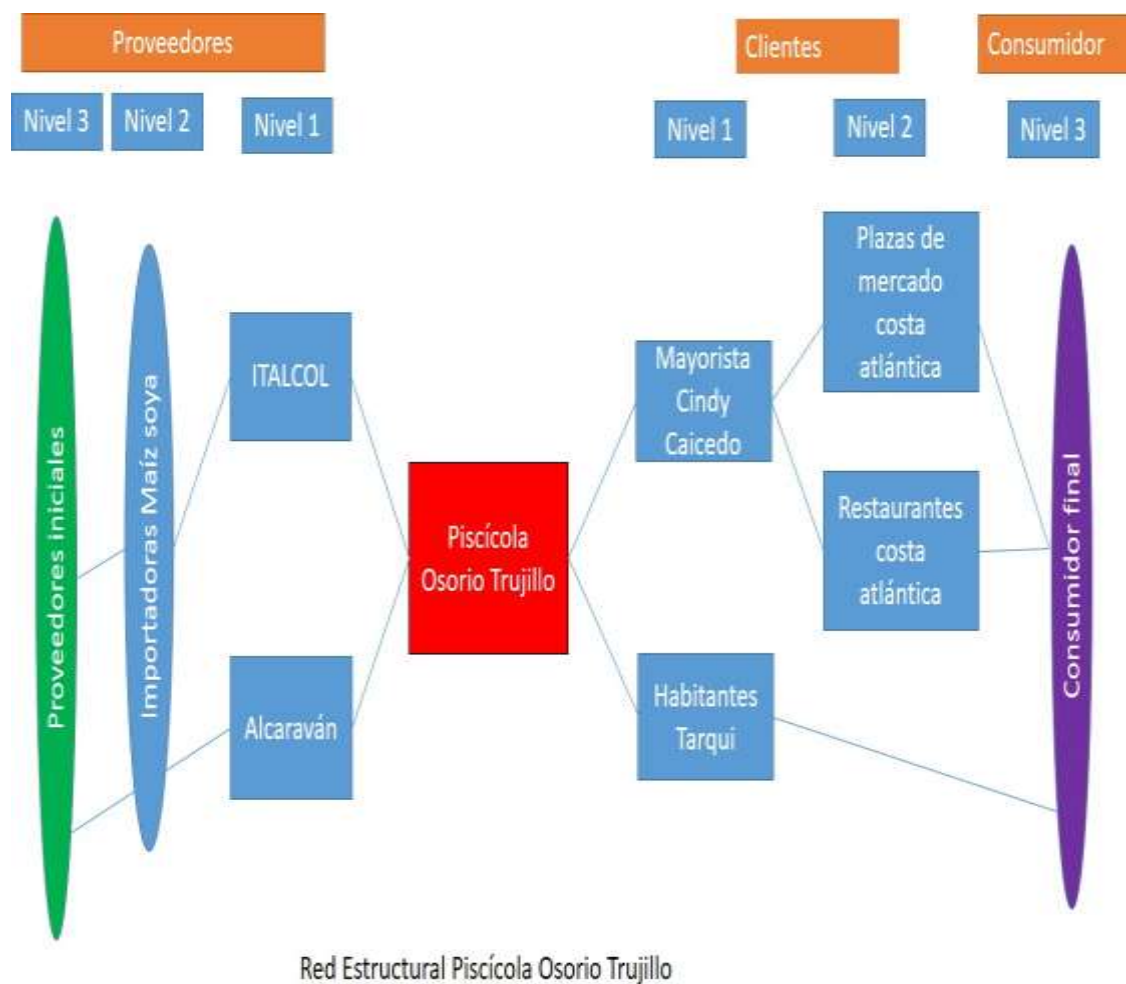 Proveedores
Clientes
Consumidor
Nivel 3
Nivel 2
Nivel 1
Nivel 1
Nivel 2
Nivel 3
Proveedores iniciales
Importadoras Maíz soya
ITALCOL
Alcaraván
Piscícola
Osorio Trujillo
Mayorista
Cindy
Caicedo
Habitantes
Tarqui
Plazas de
mercado
costa
atlántica
Restaurantes
costa
atlántica
Consumidor final
Red Estructural Piscícola Osorio Trujillo